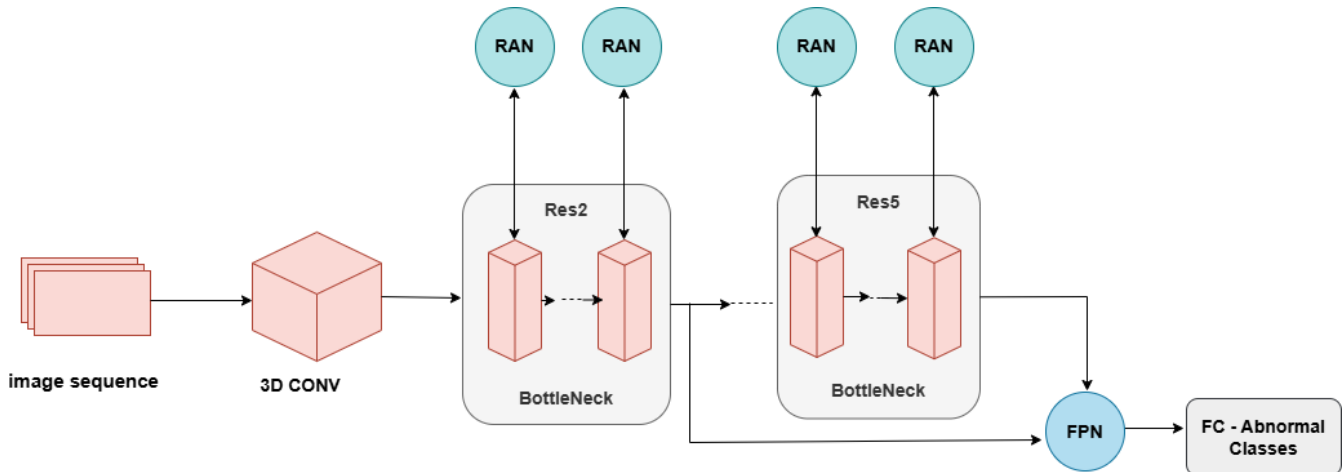 RAN
RAN
RAN
RAN
Res2
Res5
image sequence
3D CONV
BottleNeck
BottleNeck
FPN
FC - Abnormal
Classes